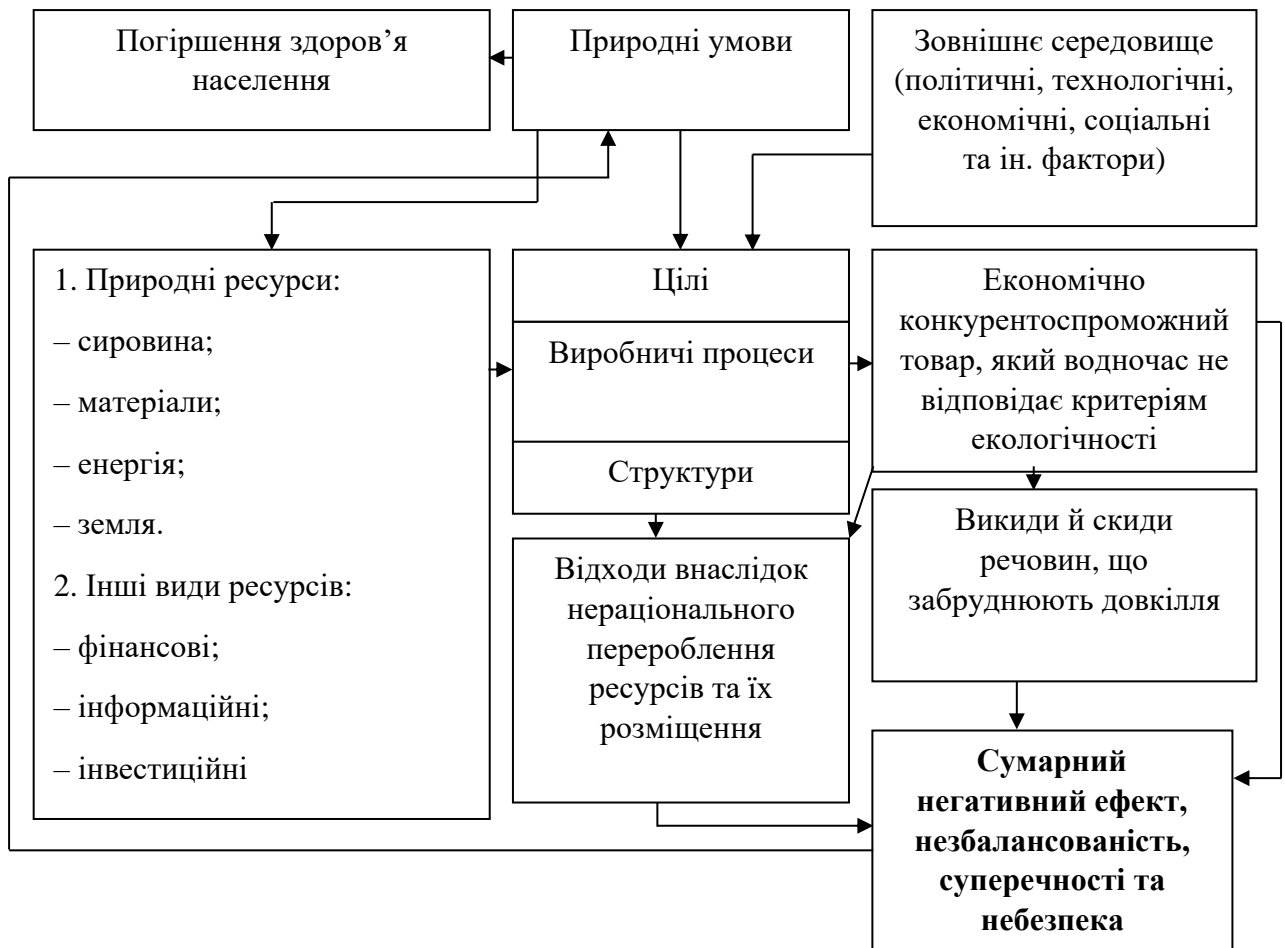 Погіршення здоров’я
населення
Природні умови
Зовнішнє середовище
(політичні, технологічні,
економічні, соціальні
та ін. фактори)
1. Природні ресурси:
– сировина;
– матеріали;
– енергія;
– земля.
2. Інші види ресурсів:
– фінансові;
– інформаційні;
– інвестиційні
Цілі
Виробничі процеси
Структури
Економічно
конкурентоспроможний
товар, який водночас не
відповідає критеріям
екологічності
Відходи внаслідок
нераціонального
перероблення
ресурсів та їх
розміщення
Викиди й скиди
речовин, що
забруднюють довкілля
Сумарний
негативний ефект,
незбалансованість,
суперечності та
небезпека